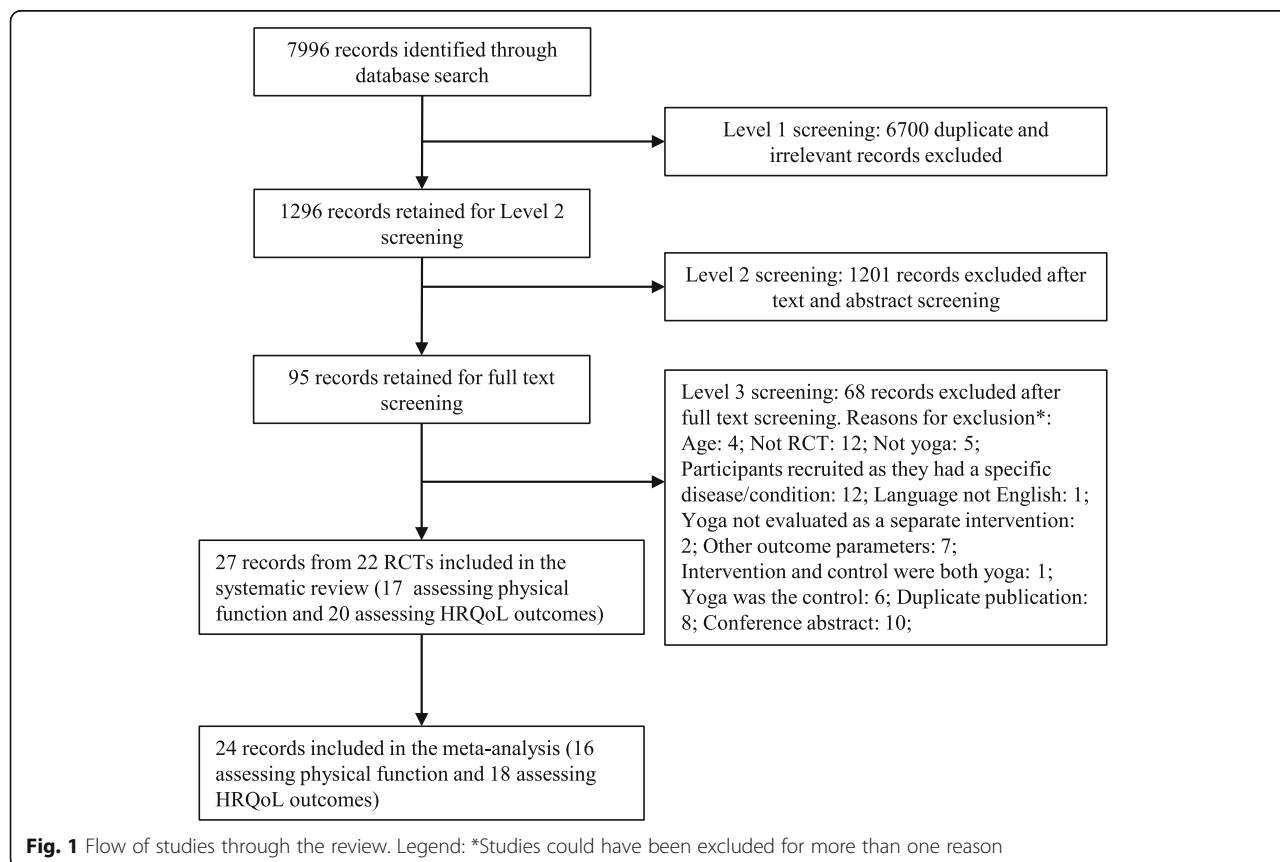 7996 records identified through
database search
Level 1 screening: 6700 duplicate and
irrelevant records excluded
1296 records retained for Level 2
screening
Level 2 screening: 1201 records excluded after
text and abstract screening
95 records retained for full text
screening
Level 3 screening: 68 records excluded after
full text screening. Reasons for exclusion*:
Age: 4; Not RCT: 12; Not yoga: 5;
Participants recruited as they had a specific
disease/condition: 12; Language not English: 1;
Yoga not evaluated as a separate intervention:
2; Other outcome parameters: 7;
Intervention and control were both yoga: 1;
Yoga was the control: 6; Duplicate publication:
8; Conference abstract: 10;
27 records from 22 RCTs included in the
systematic review (17 assessing physical
function and 20 assessing HRQoL outcomes)
24 records included in the meta-analysis (16
assessing physical function and 18 assessing
HRQoL outcomes)
Fig. 1 Flow of studies through the review. Legend: *Studies could have been excluded for more than one reason